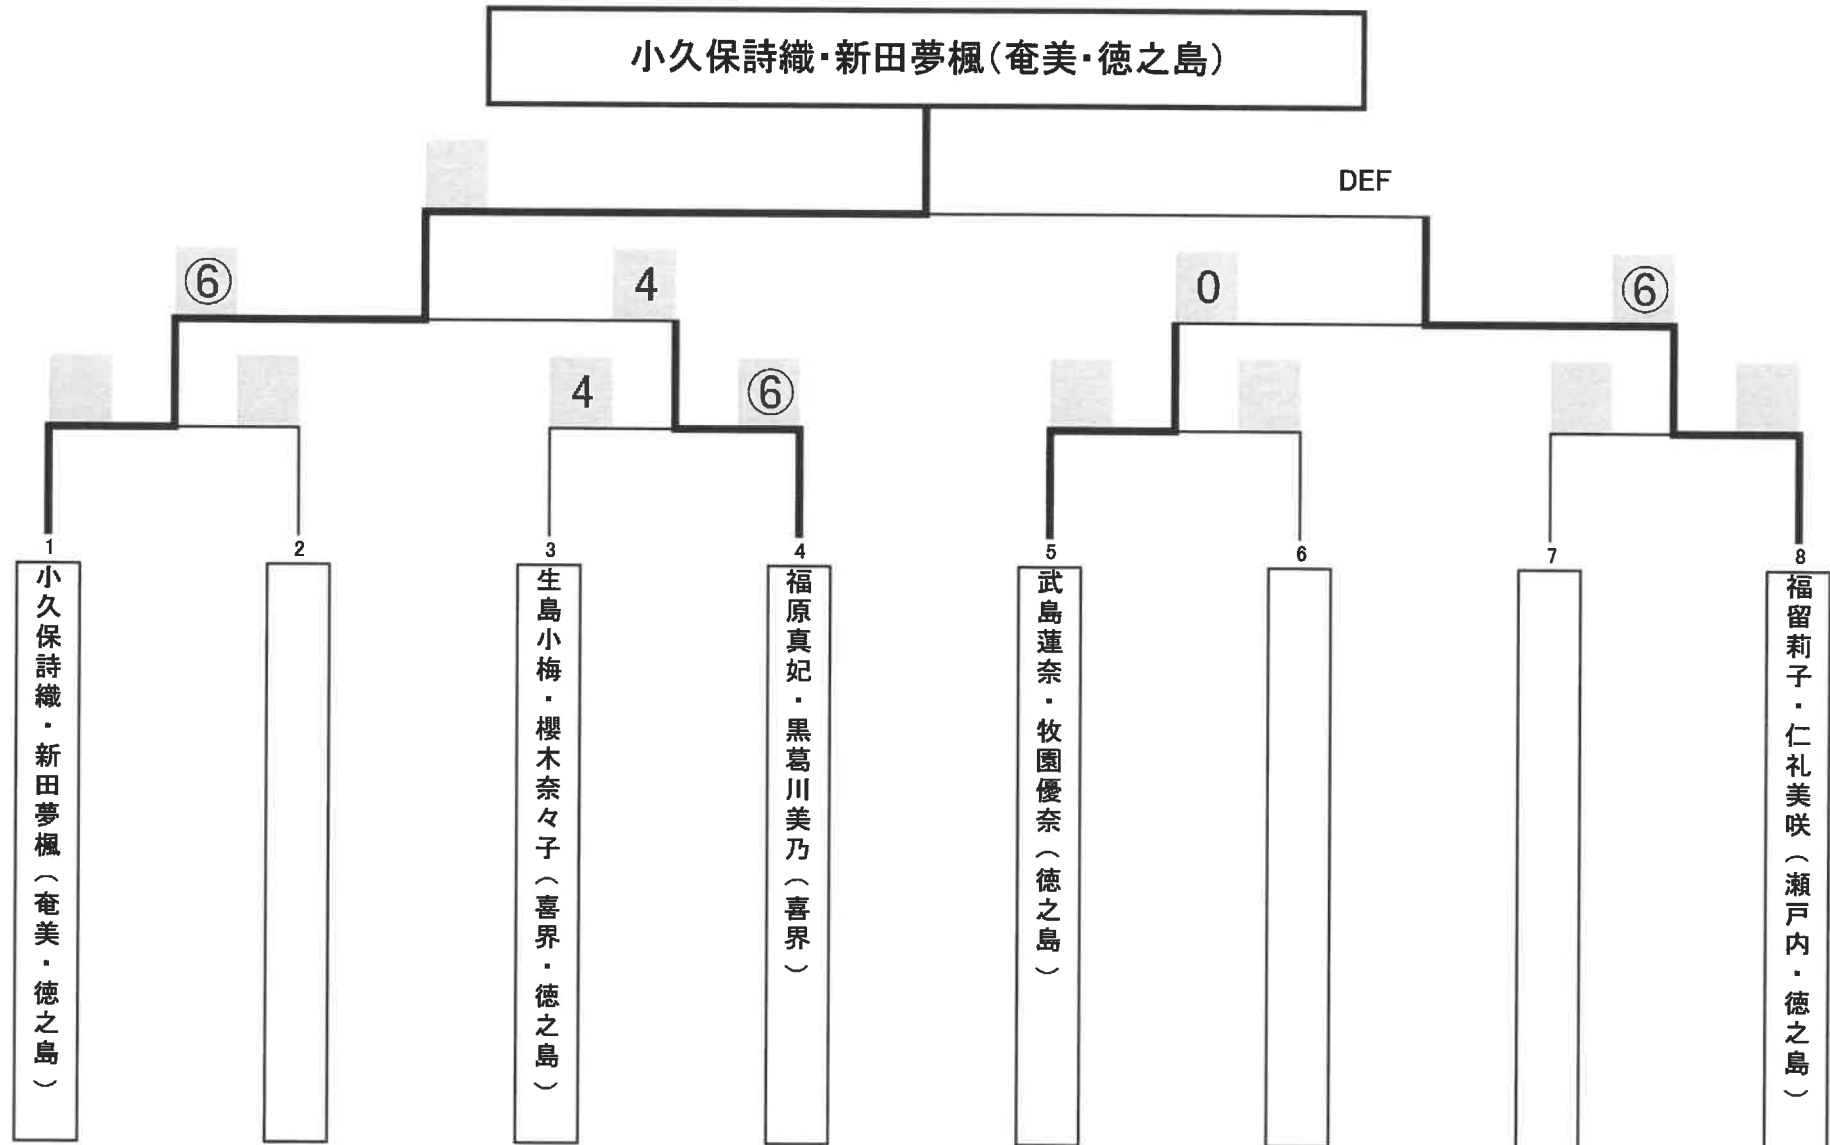 小久保詩織・新田夢楓(奄美・徳之島)
DEF
⑥
4
0
⑥
4
⑥
1
2
3
4
5
6
7
8
小久保詩織・新田夢楓(奄美・徳之島)
生島小梅・櫻木奈々子(喜界・徳之島)
福原真妃・黒葛川美乃(喜界)
武島蓮奈・牧園優奈(徳之島)
福留莉子・仁礼美咲(瀬戸内・徳之島)